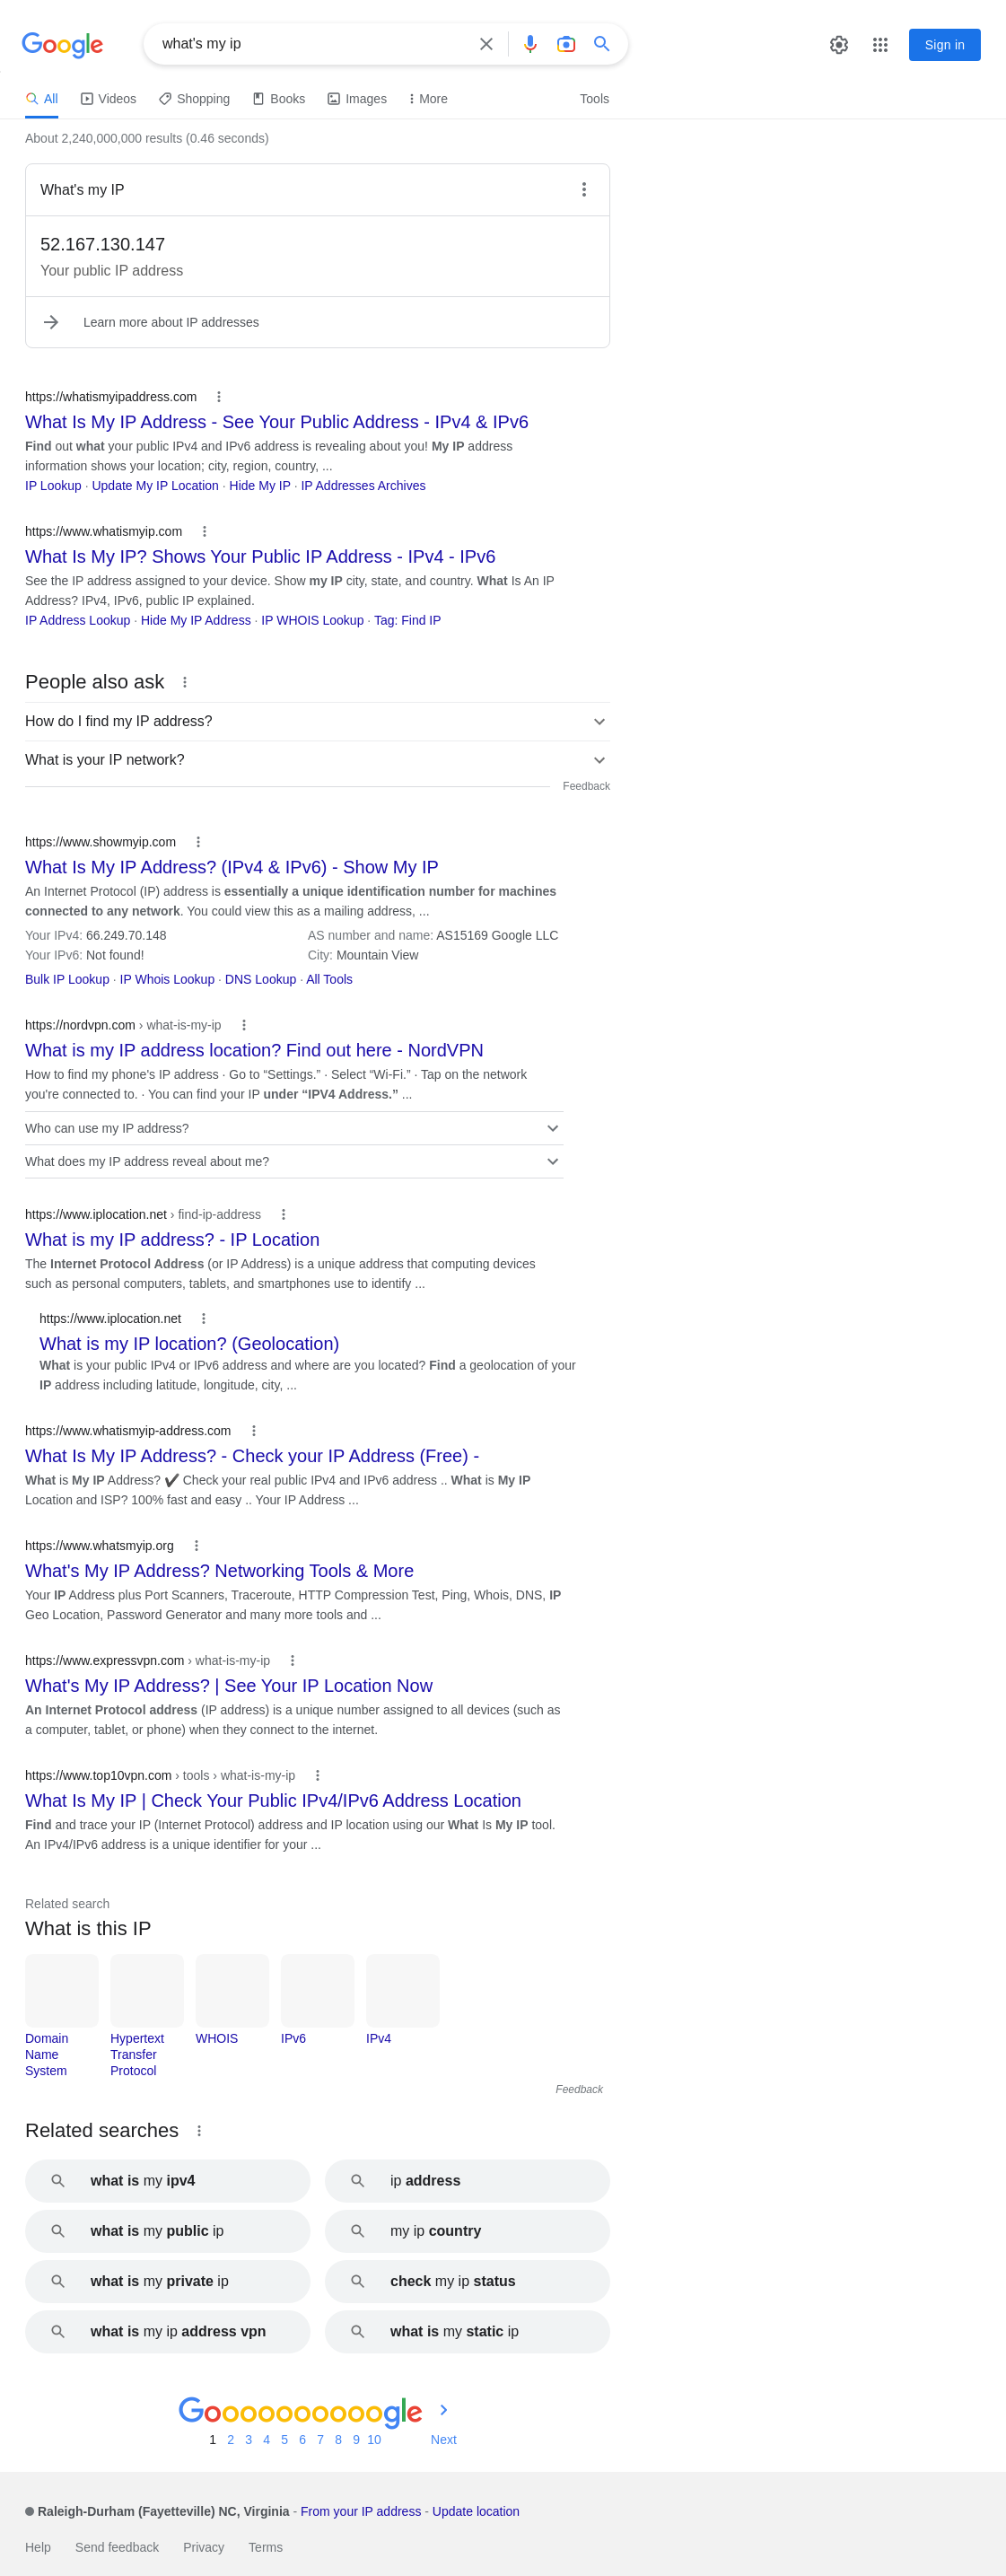 Google
what's my ip
Sign in
All
Videos
Shopping
Books
Images
More
Tools
About 2,240,000,000 results (0.46 seconds)
What's my IP
52.167.130.147
Your public IP address
Learn more about IP addresses
https://whatismyipaddress.com
What Is My IP Address - See Your Public Address - IPv4 & IPv6
Find out what your public IPv4 and IPv6 address is revealing about you! My IP address
information shows your location; city, region, country, ...
IP Lookup · Update My IP Location · Hide My IP · IP Addresses Archives
https://www.whatismyip.com
What Is My IP? Shows Your Public IP Address - IPv4 - IPv6
See the IP address assigned to your device. Show my IP city, state, and country. What Is An IP
Address? IPv4, IPv6, public IP explained.
IP Address Lookup · Hide My IP Address · IP WHOIS Lookup · Tag: Find IP
People also ask
How do I find my IP address?
What is your IP network?
Feedback
https://www.showmyip.com
What Is My IP Address? (IPv4 & IPv6) - Show My IP
An Internet Protocol (IP) address is essentially a unique identification number for machines
connected to any network. You could view this as a mailing address, ...
Your IPv4: 66.249.70.148
AS number and name: AS15169 Google LLC
Your IPv6: Not found!
City: Mountain View
Bulk IP Lookup · IP Whois Lookup · DNS Lookup · All Tools
https://nordvpn.com › what-is-my-ip
What is my IP address location? Find out here - NordVPN
How to find my phone's IP address · Go to “Settings.” · Select “Wi-Fi.” · Tap on the network
you're connected to. · You can find your IP under “IPV4 Address.” ...
Who can use my IP address?
What does my IP address reveal about me?
https://www.iplocation.net › find-ip-address
What is my IP address? - IP Location
The Internet Protocol Address (or IP Address) is a unique address that computing devices
such as personal computers, tablets, and smartphones use to identify ...
https://www.iplocation.net
What is my IP location? (Geolocation)
What is your public IPv4 or IPv6 address and where are you located? Find a geolocation of your
IP address including latitude, longitude, city, ...
https://www.whatismyip-address.com
What Is My IP Address? - Check your IP Address (Free) -
What is My IP Address? ✔️ Check your real public IPv4 and IPv6 address .. What is My IP
Location and ISP? 100% fast and easy .. Your IP Address ...
https://www.whatsmyip.org
What's My IP Address? Networking Tools & More
Your IP Address plus Port Scanners, Traceroute, HTTP Compression Test, Ping, Whois, DNS, IP
Geo Location, Password Generator and many more tools and ...
https://www.expressvpn.com › what-is-my-ip
What's My IP Address? | See Your IP Location Now
An Internet Protocol address (IP address) is a unique number assigned to all devices (such as
a computer, tablet, or phone) when they connect to the internet.
https://www.top10vpn.com › tools › what-is-my-ip
What Is My IP | Check Your Public IPv4/IPv6 Address Location
Find and trace your IP (Internet Protocol) address and IP location using our What Is My IP tool.
An IPv4/IPv6 address is a unique identifier for your ...
Related search
What is this IP
Domain
Name
System
Hypertext
Transfer
Protocol
WHOIS
IPv6
IPv4
Feedback
Related searches
what is my ipv4
ip address
what is my public ip
my ip country
what is my private ip
check my ip status
what is my ip address vpn
what is my static ip
Goooooooooogle
1 2 3 4 5 6 7 8 9 10 Next
Raleigh-Durham (Fayetteville) NC, Virginia - From your IP address - Update location
Help Send feedback Privacy Terms